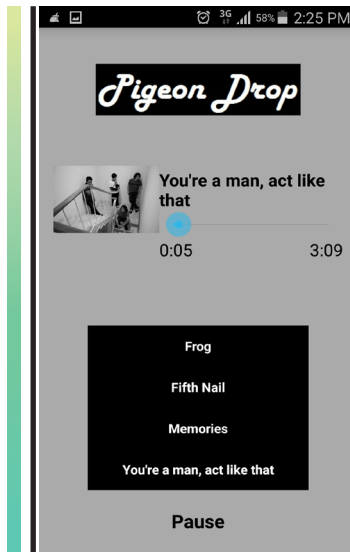 3G 58% 2:25 PM
Pigeon Drop
You're a man, act like
that
0:05 3:09
Frog
Fifth Nail
Memories
You're a man, act like that
Pause